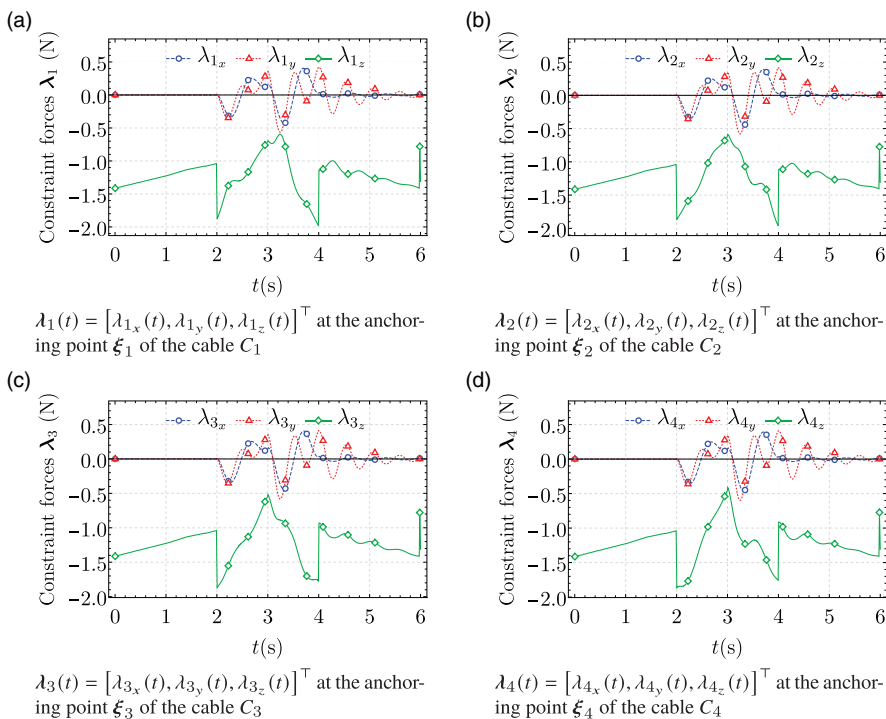 (a)
λ1x λ1y λ1z
Constraint forces λ1 (N)
0.5
0.0
−0.5
−1.0
−1.5
−2.0
0 1 2 3 4 5 6
t(s)
λ1(t) = [λ1x(t), λ1y(t), λ1z(t)]⊤ at the anchor-
ing point ξ1 of the cable C1
(b)
λ2x λ2y λ2z
Constraint forces λ2 (N)
0.5
0.0
−0.5
−1.0
−1.5
−2.0
0 1 2 3 4 5 6
t(s)
λ2(t) = [λ2x(t), λ2y(t), λ2z(t)]⊤ at the anchor-
ing point ξ2 of the cable C2
(c)
λ3x λ3y λ3z
Constraint forces λ3 (N)
0.5
0.0
−0.5
−1.0
−1.5
−2.0
0 1 2 3 4 5 6
t(s)
λ3(t) = [λ3x(t), λ3y(t), λ3z(t)]⊤ at the anchor-
ing point ξ3 of the cable C3
(d)
λ4x λ4y λ4z
Constraint forces λ4 (N)
0.5
0.0
−0.5
−1.0
−1.5
−2.0
0 1 2 3 4 5 6
t(s)
λ4(t) = [λ4x(t), λ4y(t), λ4z(t)]⊤ at the anchor-
ing point ξ4 of the cable C4